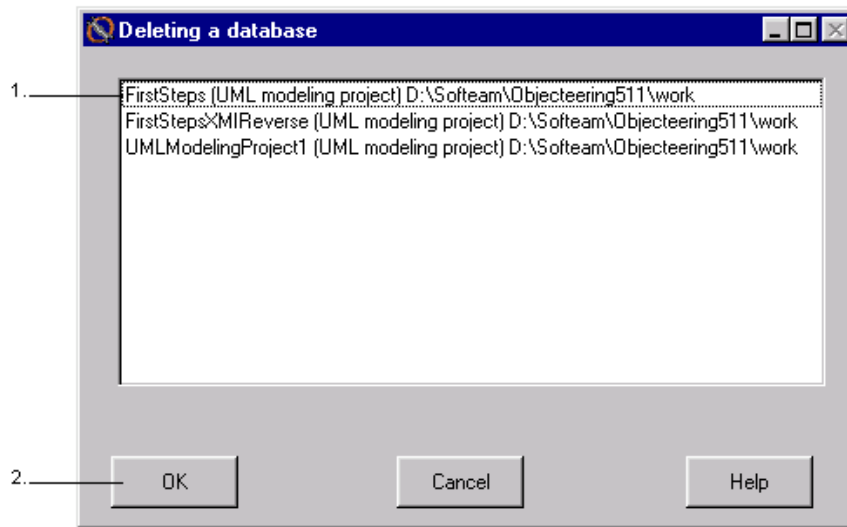 Deleting a database
1.
FirstSteps (UML modeling project) D:\Softeam\Objecteering511\work
FirstStepsXMIReverse (UML modeling project) D:\Softeam\Objecteering511\work
UMLModelingProject1 (UML modeling project) D:\Softeam\Objecteering511\work
2.
OK Cancel Help